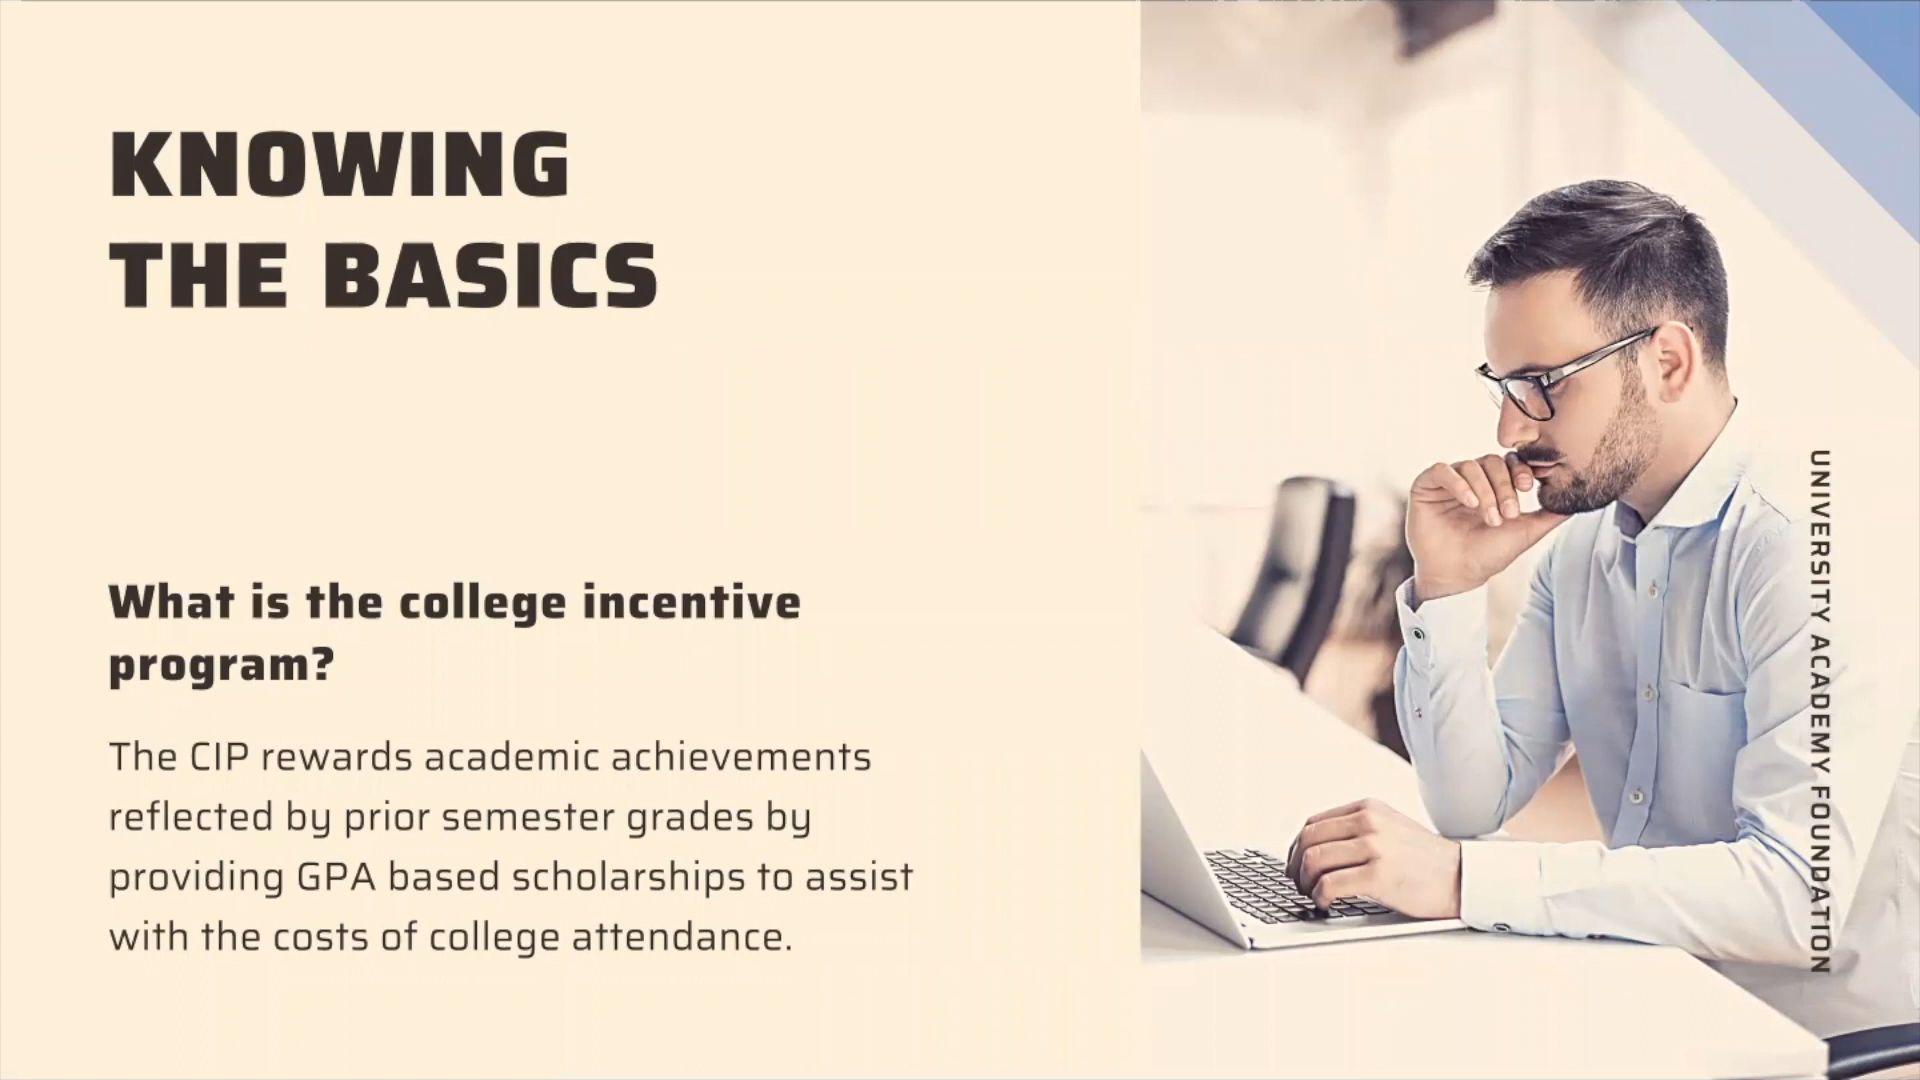 KNOWING
THE BASICS
What is the college incentive
program?
The CIP rewards academic achievements
reflected by prior semester grades by
providing GPA based scholarships to assist
with the costs of college attendance.
UNIVERSITY ACADEMY FOUNDATION